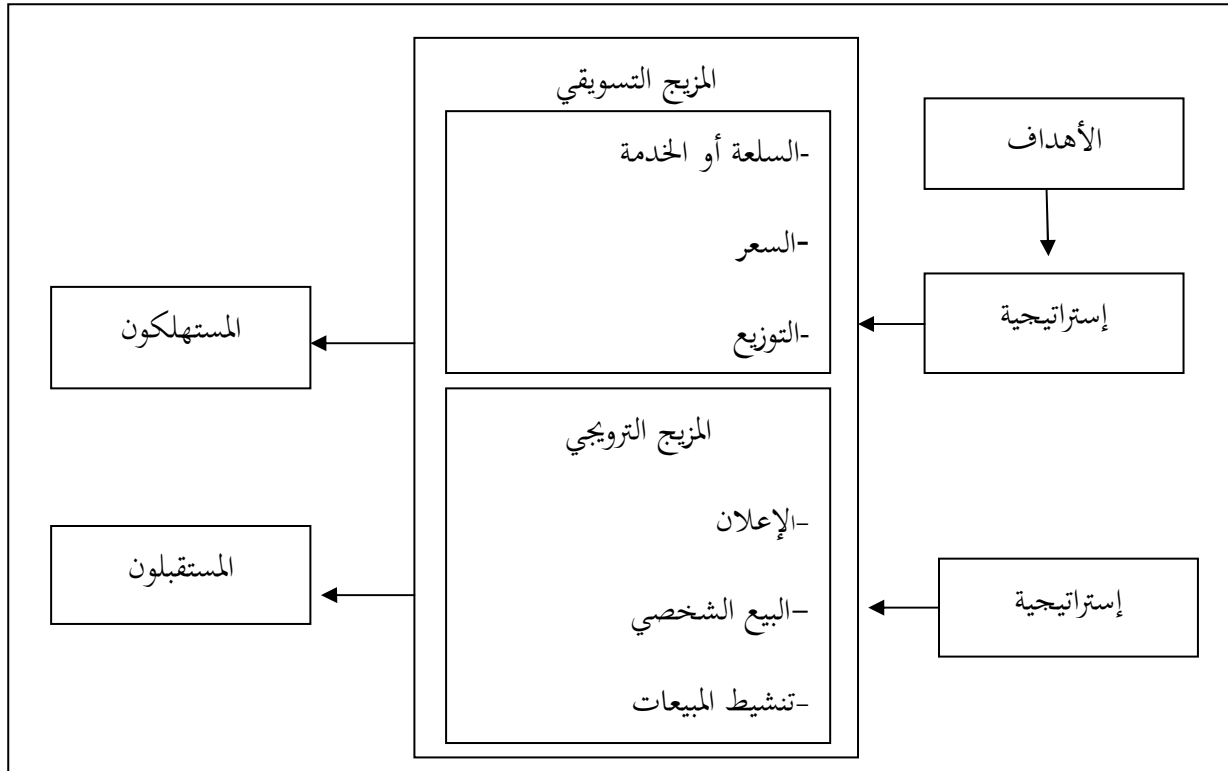 المزيج التسويقي
الأهداف
-السلعة أو الخدمة
-السعر
إستراتيجية
-التوزيع
المستهلكون
المزيج الترويجي
-الإعلان
المستقبلون
إستراتيجية
-البيع الشخصي
-تنشيط المبيعات